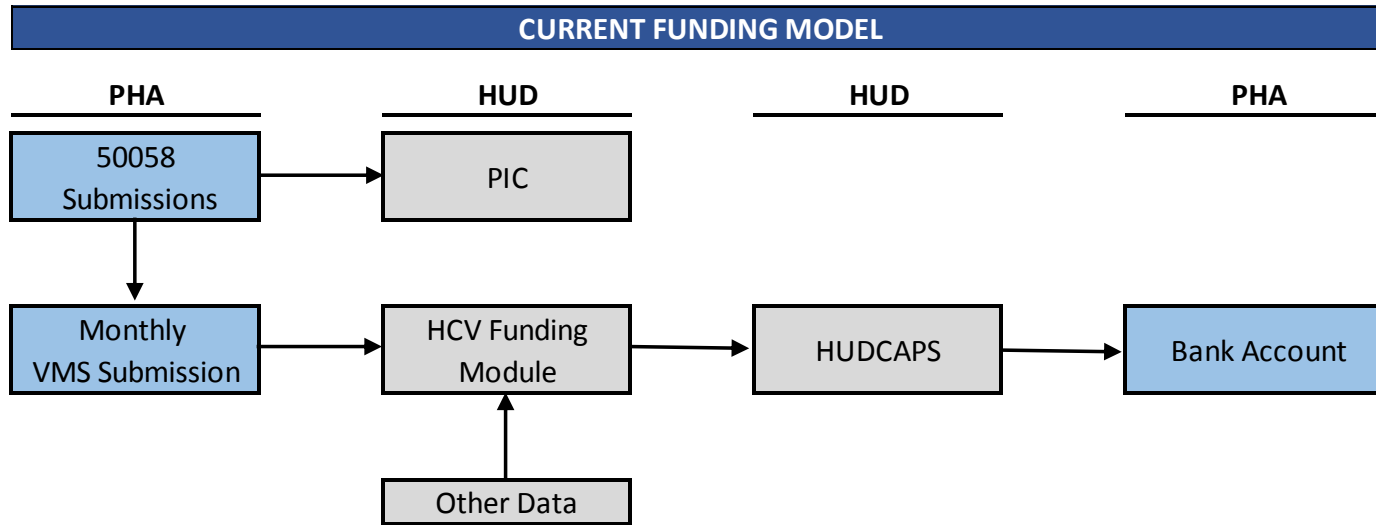 CURRENT FUNDING MODEL
PHA
HUD
HUD
PHA
50058
Submissions
PIC
Monthly
VMS Submission
HCV Funding
Module
HUDCAPS
Bank Account
Other Data